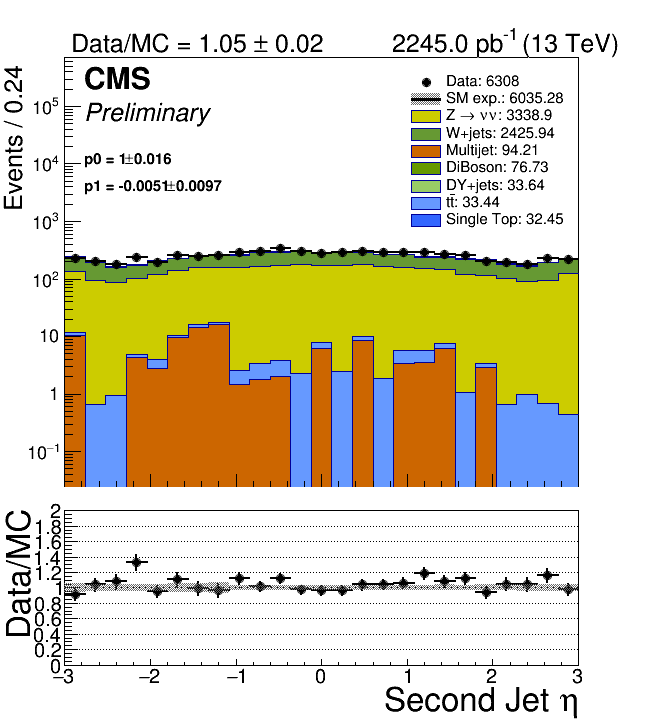 Data/MC = 1.05 ± 0.02 2245.0 pb⁻¹ (13 TeV)
CMS
Preliminary
p0 = 1±0.016
p1 = -0.0051±0.0097
Data: 6308
SM exp.: 6035.28
Z → νν: 3338.9
W+jets: 2425.94
Multijet: 94.21
DiBoson: 76.73
DY+jets: 33.64
tt̄: 33.44
Single Top: 32.45
Events / 0.24
10⁵
10⁴
10³
10²
10
1
10⁻¹
Data/MC
2
1.8
1.6
1.4
1.2
1
0.8
0.6
0.4
0.2
0
−3 −2 −1 0 1 2 3
Second Jet η